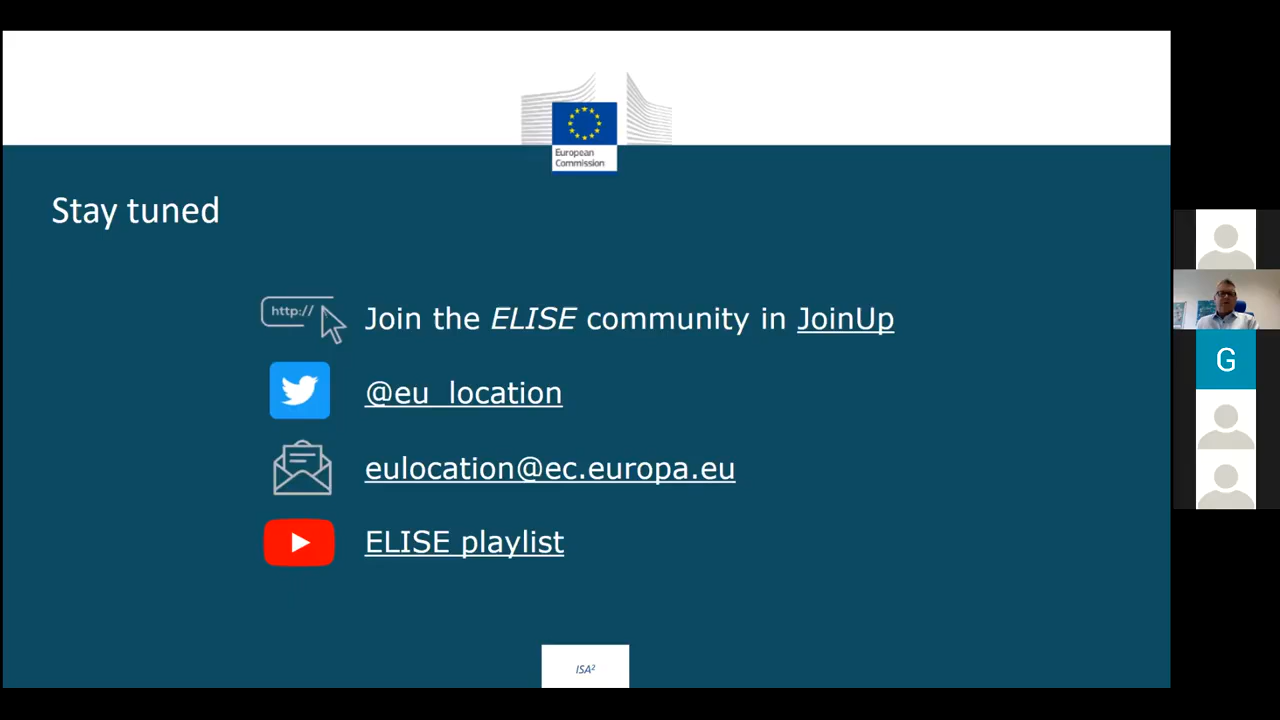 European
Commission
Stay tuned
http://
Join the ELISE community in JoinUp
@eu_location
eulocation@ec.europa.eu
ELISE playlist
ISA²
G